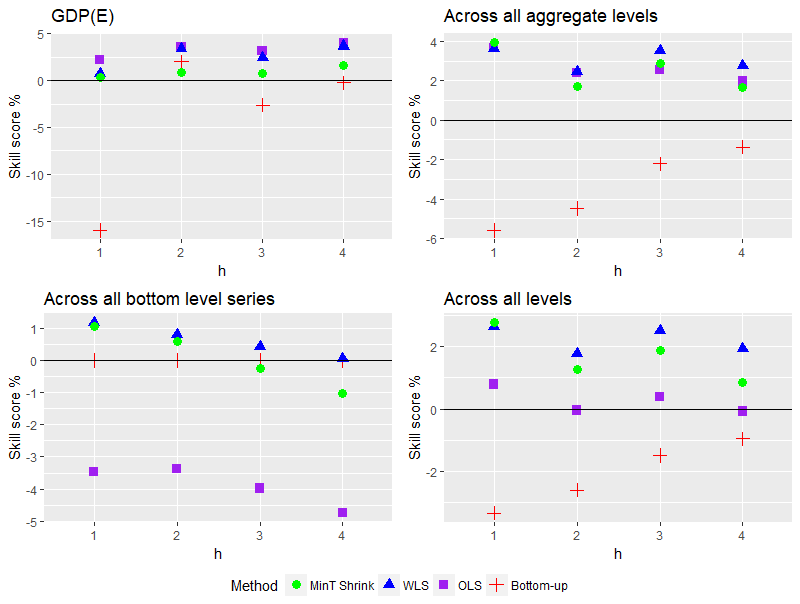 GDP(E)
5
0
-5
-10
-15
Skill score %
1 2 3 4
h
Across all aggregate levels
4
2
0
-2
-4
-6
Skill score %
1 2 3 4
h
Across all bottom level series
1
0
-1
-2
-3
-4
-5
Skill score %
1 2 3 4
h
Across all levels
2
0
-2
Skill score %
1 2 3 4
h
Method MinT Shrink WLS OLS Bottom-up